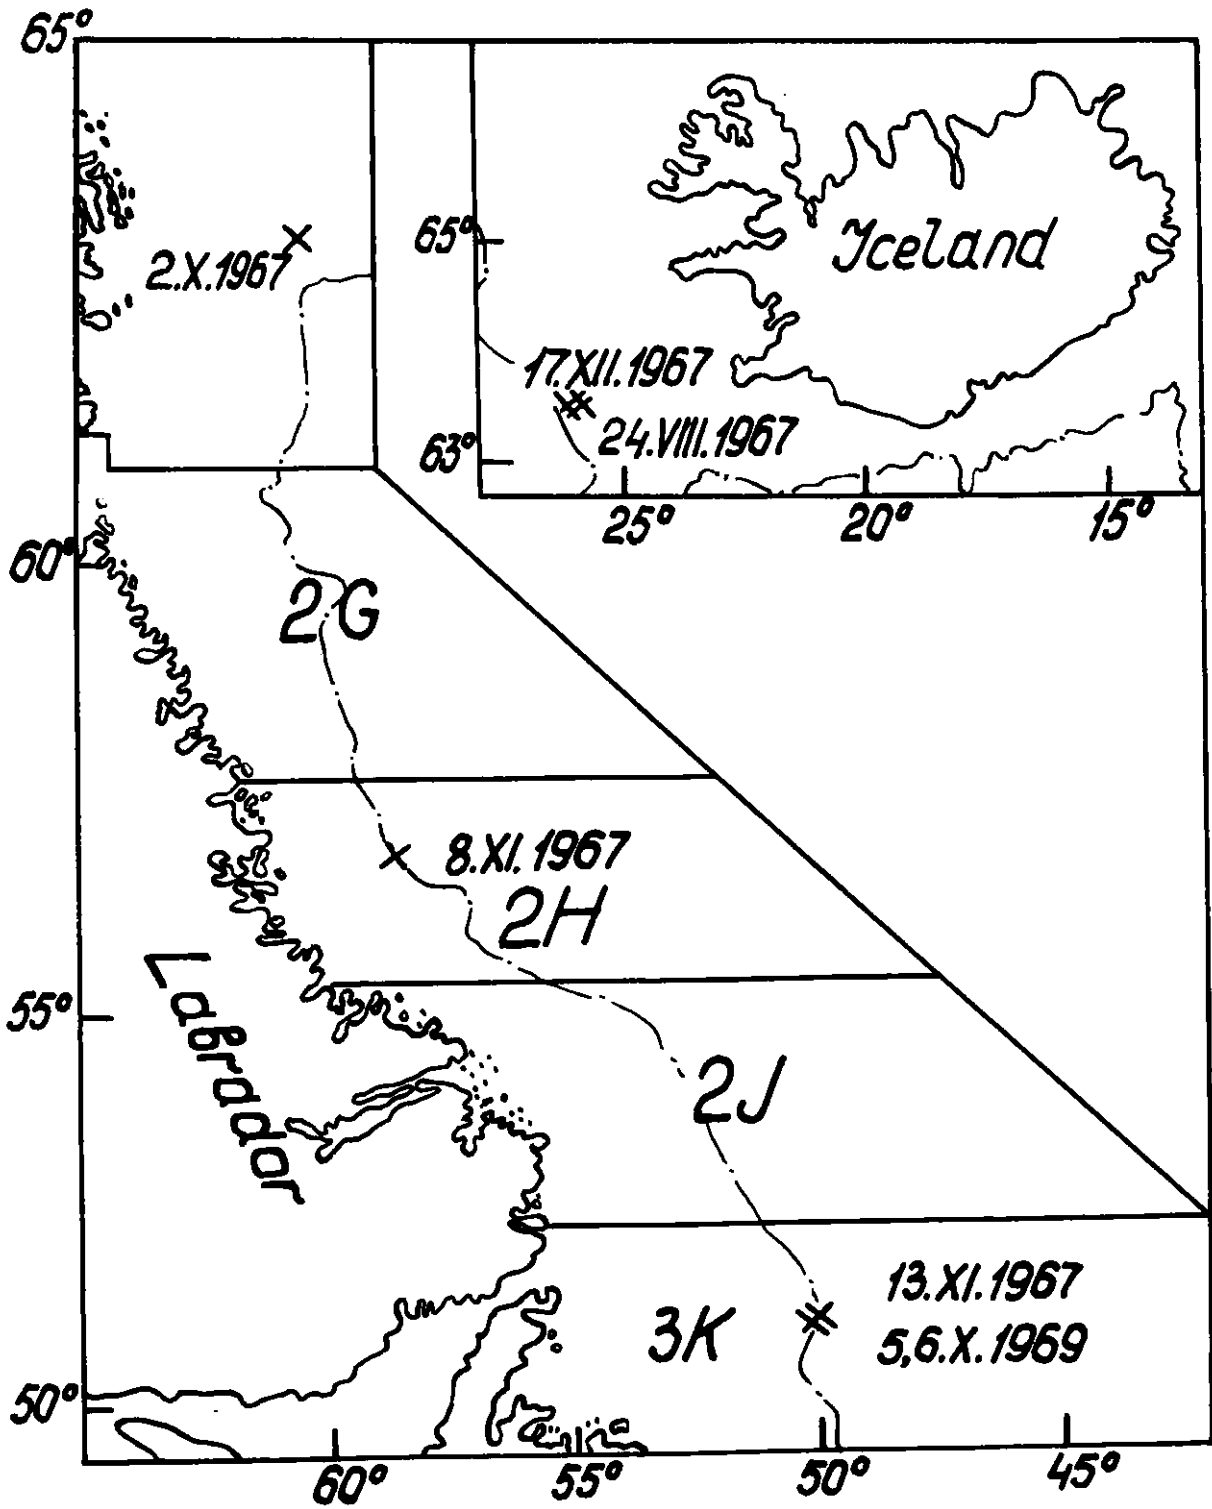 65°
Iceland
65°
2.X.1967
17.XII.1967
24.VIII.1967
63°
25° 20° 15°
60°
2G
8.XI.1967
2H
Labrador
55°
2J
13.XI.1967
3K
5,6.X.1969
50°
60° 55° 50° 45°